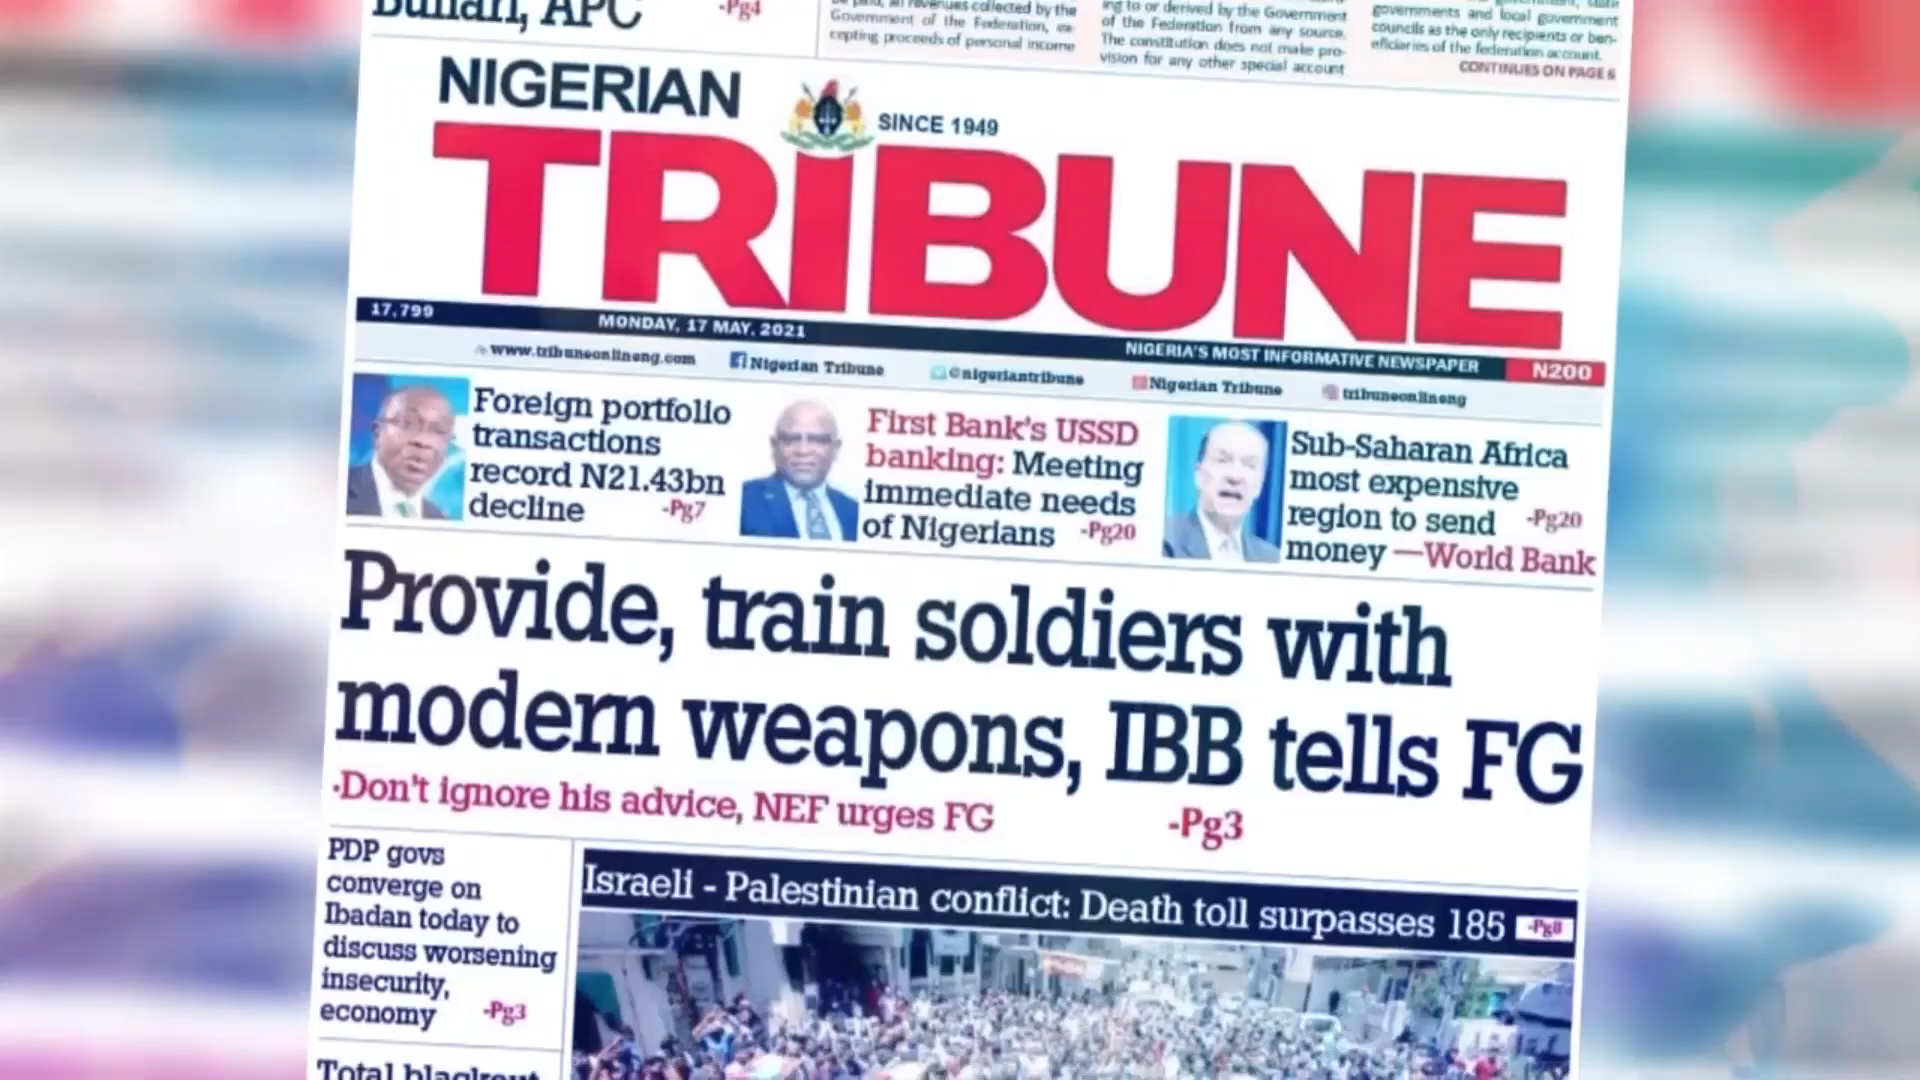 Buhari, APC -Pg4
be paid, all revenues collected by the
Government of the Federation, ex-
cepting proceeds of personal income
ing to or derived by the Government
of the Federation from any source.
The constitution does not make pro-
vision for any other special account
governments and local government
councils as the only recipients or ben-
eficiaries of the federation account.
CONTINUES ON PAGE 6
NIGERIAN
SINCE 1949
TRIBUNE
17,799
MONDAY, 17 MAY, 2021
NIGERIA'S MOST INFORMATIVE NEWSPAPER
N200
www.tribuneonlineng.com
Nigerian Tribune
@nigeriantribune
Nigerian Tribune
tribuneonlineng
Foreign portfolio
transactions
record N21.43bn
decline -Pg7
First Bank's USSD
banking: Meeting
immediate needs
of Nigerians -Pg20
Sub-Saharan Africa
most expensive
region to send -Pg20
money —World Bank
Provide, train soldiers with
modern weapons, IBB tells FG
-Don't ignore his advice, NEF urges FG -Pg3
PDP govs
converge on
Ibadan today to
discuss worsening
insecurity,
economy -Pg3
Total blackout
Israeli - Palestinian conflict: Death toll surpasses 185 -Pg8